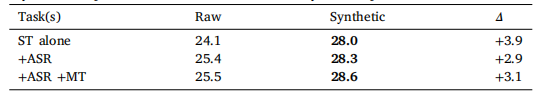 Task(s) Raw Synthetic Δ
ST alone 24.1 28.0 +3.9
+ASR 25.4 28.3 +2.9
+ASR +MT 25.5 28.6 +3.1